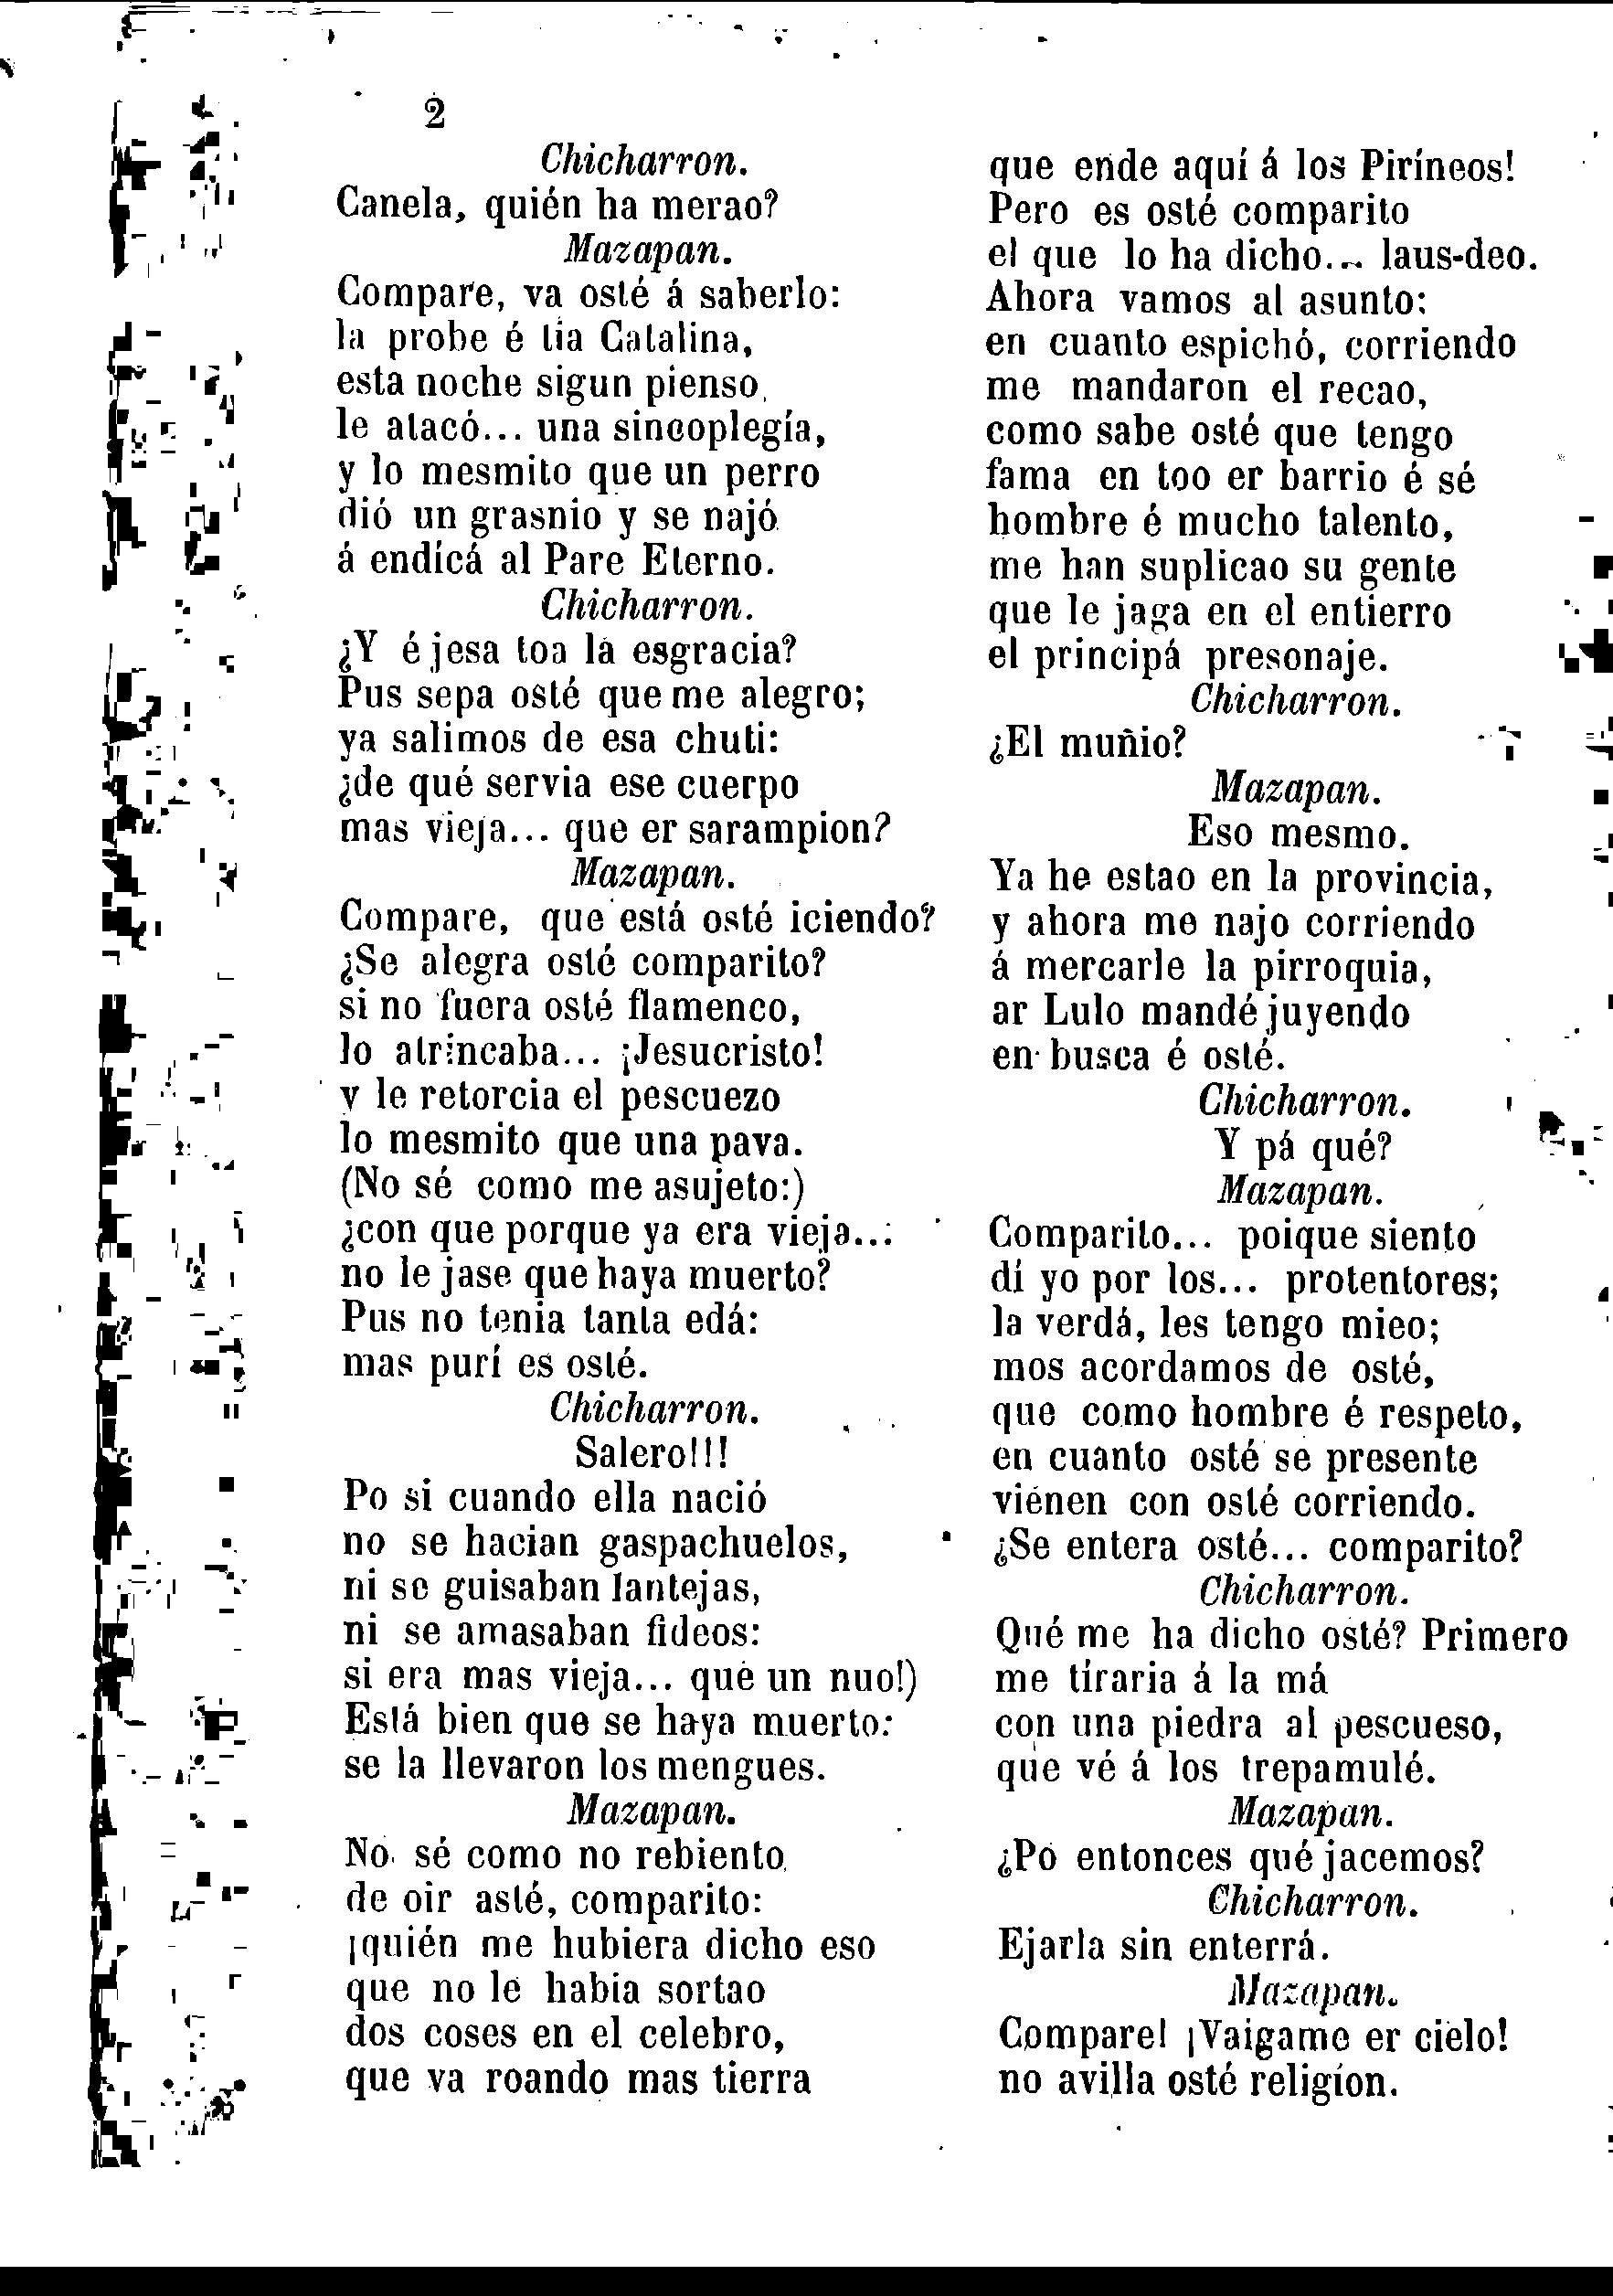 2
Chicharron.
Canela, quién ha merao?
Mazapan.
Compare, va osté á saberlo:
la probe é tia Catalina,
esta noche sigun pienso,
le atacó... una sincoplegía,
y lo mesmito que un perro
dió un grasnio y se najó
á endicá al Pare Eterno.
Chicharron.
¿Y é jesa toa la esgracia?
Pus sepa osté que me alegro;
ya salimos de esa chuti:
¿de qué servia ese cuerpo
mas vieja... que er sarampion?
Mazapan.
Compare, que está osté iciendo?
¿Se alegra osté comparito?
si no fuera osté flamenco,
lo atrincaba... ¡Jesucristo!
y le retorcia el pescuezo
lo mesmito que una pava.
(No sé como me asujeto:)
¿con que porque ya era vieja...
no le jase que haya muerto?
Pus no tenia tanta edá:
mas purí es osté.
Chicharron.
Salero!!!
Po si cuando ella nació
no se hacian gaspachuelos,
ni se guisaban lantejas,
ni se amasaban fideos:
si era mas vieja... que un nuo!)
Está bien que se haya muerto:
se la llevaron los mengues.
Mazapan.
No sé como no rebiento
de oir asté, comparito:
¡quién me hubiera dicho eso
que no le habia sortao
dos coses en el celebro,
que va roando mas tierra
que ende aquí á los Piríneos!
Pero es osté comparito
el que lo ha dicho... laus-deo.
Ahora vamos al asunto:
en cuanto espichó, corriendo
me mandaron el recao,
como sabe osté que tengo
fama en too er barrio é sé
hombre é mucho talento,
me han suplicao su gente
que le jaga en el entierro
el principá presonaje.
Chicharron.
¿El muñio?
Mazapan.
Eso mesmo.
Ya he estao en la provincia,
y ahora me najo corriendo
á mercarle la pirroquia,
ar Lulo mandé juyendo
en busca é osté.
Chicharron.
Y pá qué?
Mazapan.
Comparito... poique siento
dí yo por los... protentores;
la verdá, les tengo mieo;
mos acordamos de osté,
que como hombre é respeto,
en cuanto osté se presente
viénen con osté corriendo.
¿Se entera osté... comparito?
Chicharron.
Qué me ha dicho osté? Primero
me tíraria á la má
con una piedra al pescueso,
que vé á los trepamulé.
Mazapan.
¿Po entonces qué jacemos?
Chicharron.
Ejarla sin enterrá.
Mazapan.
Compare! ¡Vaigame er cielo!
no avilla osté religíon.